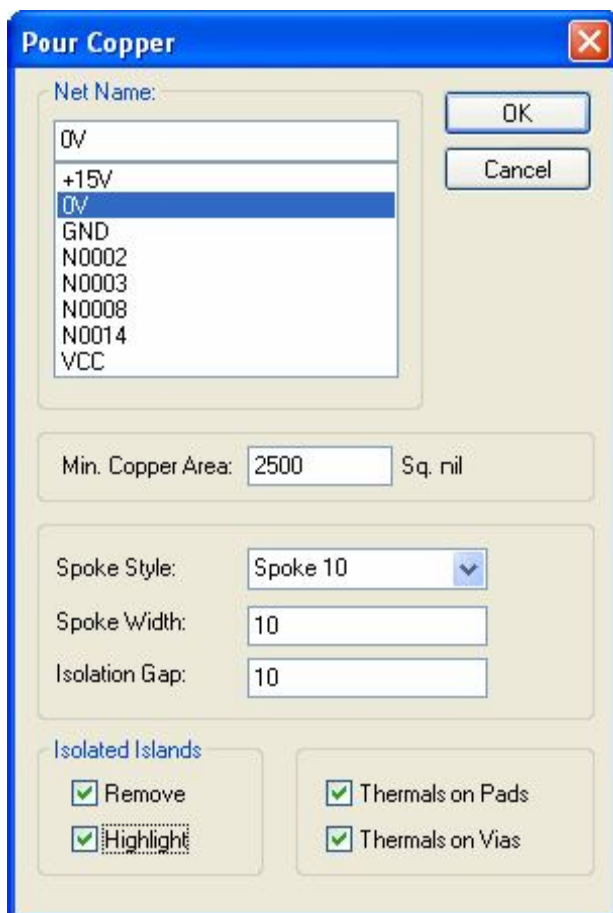 Pour Copper
Net Name:
OK
0V
Cancel
+15V
0V
GND
N0002
N0003
N0008
N0014
VCC
Min. Copper Area: 2500 Sq. nil
Spoke Style: Spoke 10
Spoke Width: 10
Isolation Gap: 10
Isolated Islands
Remove Thermals on Pads
Highlight Thermals on Vias